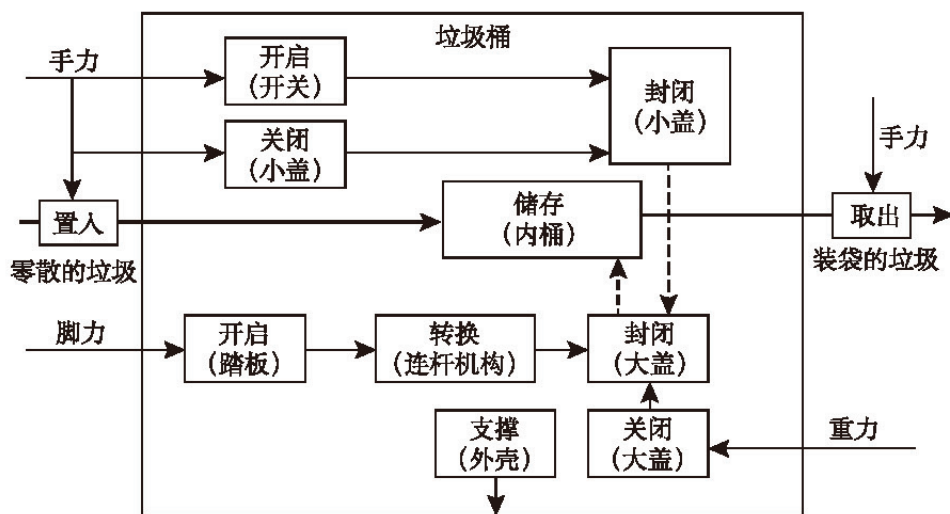 垃圾桶
手力
开启
（开关）
封闭
（小盖）
关闭
（小盖）
手力
置入
储存
（内桶）
取出
零散的垃圾
装袋的垃圾
脚力
开启
（踏板）
转换
（连杆机构）
封闭
（大盖）
支撑
（外壳）
关闭
（大盖）
重力